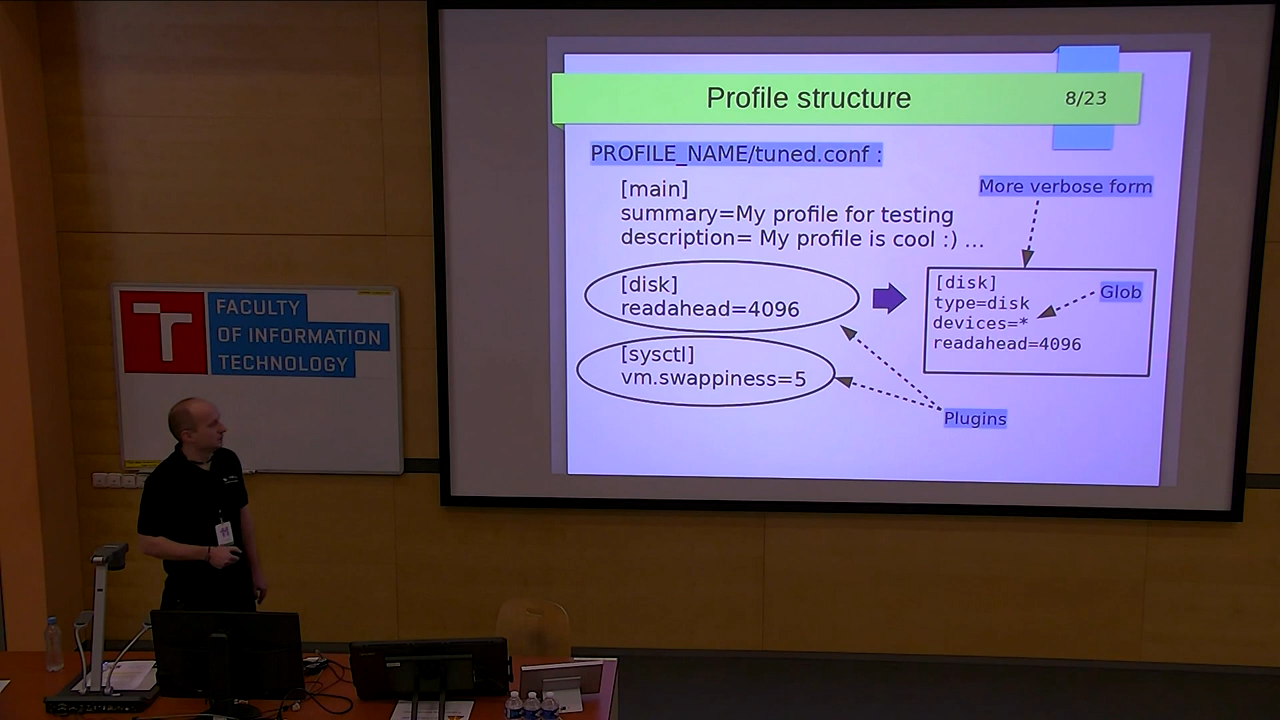 Profile structure
8/23
PROFILE_NAME/tuned.conf :
[main]
summary=My profile for testing
description= My profile is cool :) ...
More verbose form
[disk]
readahead=4096
[disk]
type=disk
devices=*
readahead=4096
Glob
[sysctl]
vm.swappiness=5
Plugins
T
FACULTY
OF INFORMATION
TECHNOLOGY